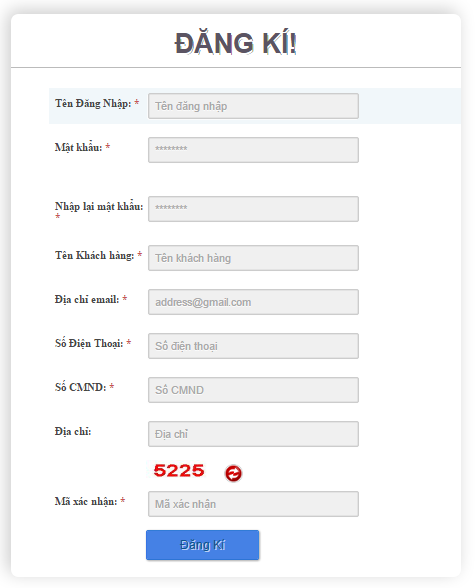 ĐĂNG KÍ!
Tên Đăng Nhập: * Tên đăng nhập
Mật khẩu: * ********
Nhập lại mật khẩu: * ********
Tên Khách hàng: * Tên khách hàng
Địa chỉ email: * address@gmail.com
Số Điện Thoại: * Số điện thoại
Số CMND: * Số CMND
Địa chỉ: Địa chỉ
5225
Mã xác nhận: * Mã xác nhận
Đăng Kí